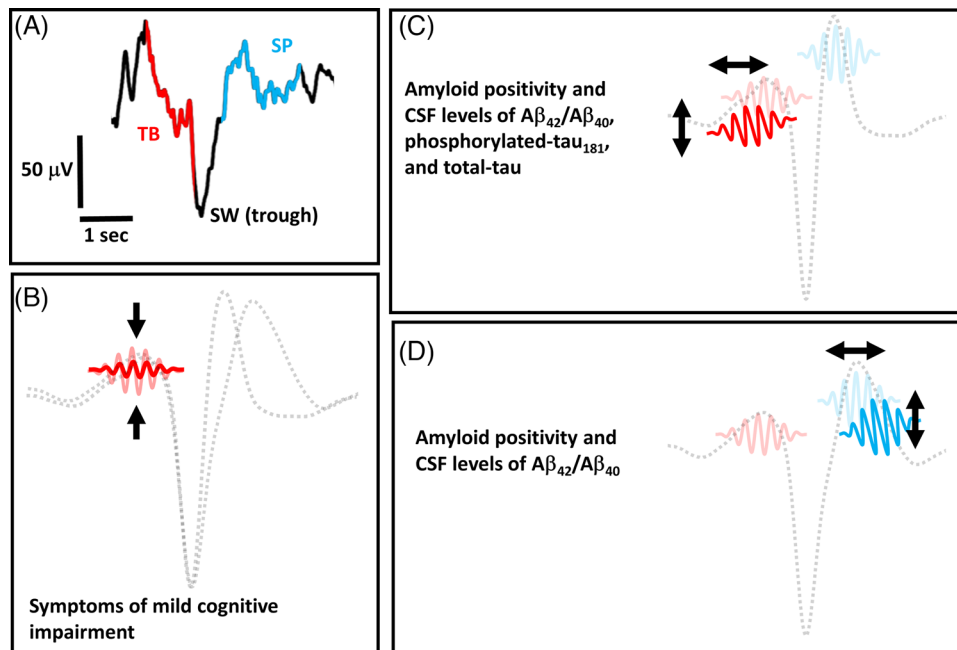 (A)
SP
TB
50 μV
SW (trough)
1 sec
(B)
Symptoms of mild cognitive
impairment
(C)
Amyloid positivity and
CSF levels of Aβ₄₂/Aβ₄₀,
phosphorylated-tau₁₈₁,
and total-tau
(D)
Amyloid positivity and
CSF levels of Aβ₄₂/Aβ₄₀